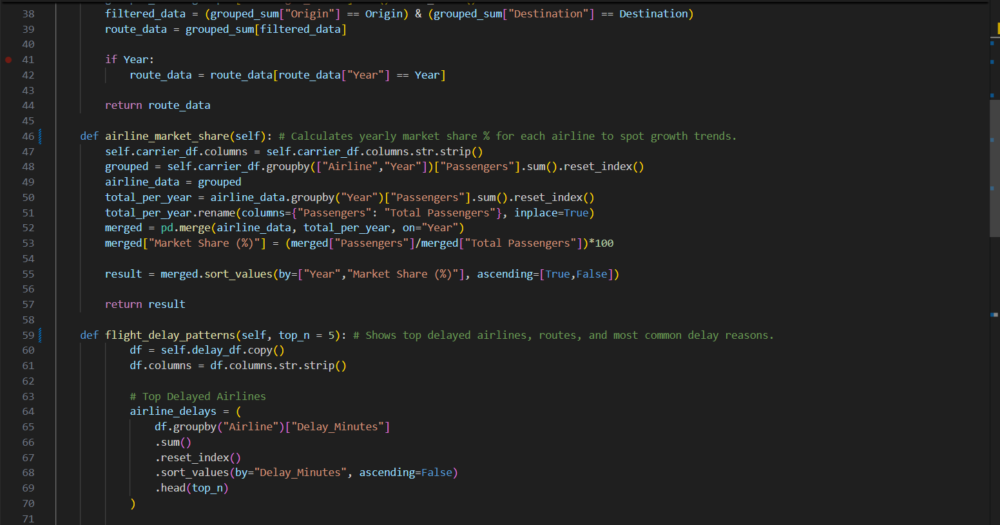 38 filtered_data = (grouped_sum["Origin"] == Origin) & (grouped_sum["Destination"] == Destination)
39 route_data = grouped_sum[filtered_data]
40
41 if Year:
42 route_data = route_data[route_data["Year"] == Year]
43
44 return route_data
45
46 def airline_market_share(self): # Calculates yearly market share % for each airline to spot growth trends.
47 self.carrier_df.columns = self.carrier_df.columns.str.strip()
48 grouped = self.carrier_df.groupby(["Airline","Year"])["Passengers"].sum().reset_index()
49 airline_data = grouped
50 total_per_year = airline_data.groupby("Year")["Passengers"].sum().reset_index()
51 total_per_year.rename(columns={"Passengers": "Total Passengers"}, inplace=True)
52 merged = pd.merge(airline_data, total_per_year, on="Year")
53 merged["Market Share (%)"] = (merged["Passengers"]/merged["Total Passengers"])*100
54
55 result = merged.sort_values(by=["Year","Market Share (%)"], ascending=[True,False])
56
57 return result
58
59 def flight_delay_patterns(self, top_n = 5): # Shows top delayed airlines, routes, and most common delay reasons.
60 df = self.delay_df.copy()
61 df.columns = df.columns.str.strip()
62
63 # Top Delayed Airlines
64 airline_delays = (
65 df.groupby("Airline")["Delay_Minutes"]
66 .sum()
67 .reset_index()
68 .sort_values(by="Delay_Minutes", ascending=False)
69 .head(top_n)
70 )
71